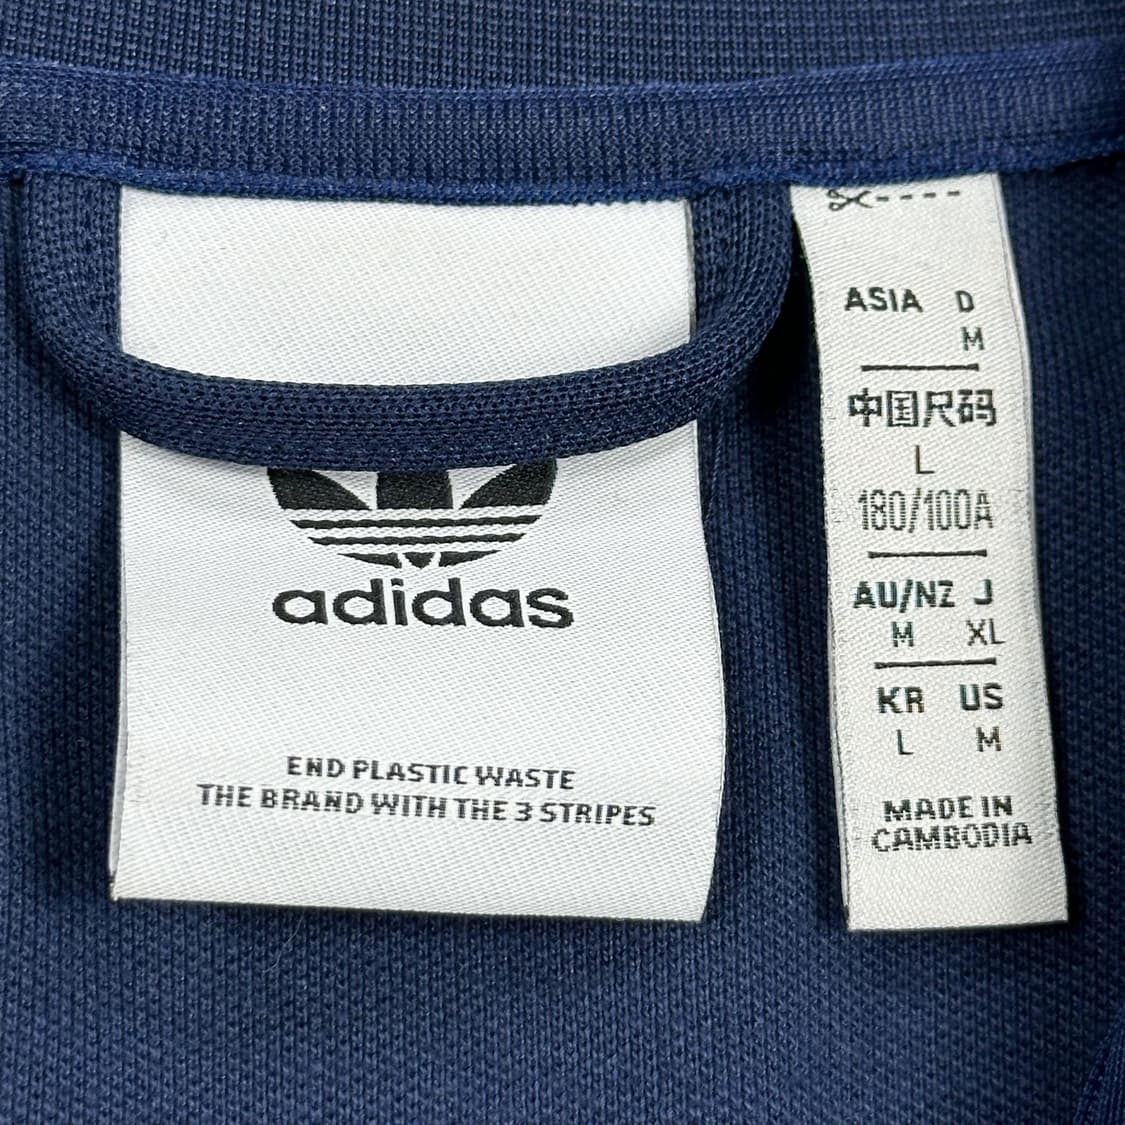 adidas
END PLASTIC WASTE
THE BRAND WITH THE 3 STRIPES
ASIA D
M
中国尺码
L
180/100A
AU/NZ J
M XL
KR US
L M
MADE IN
CAMBODIA